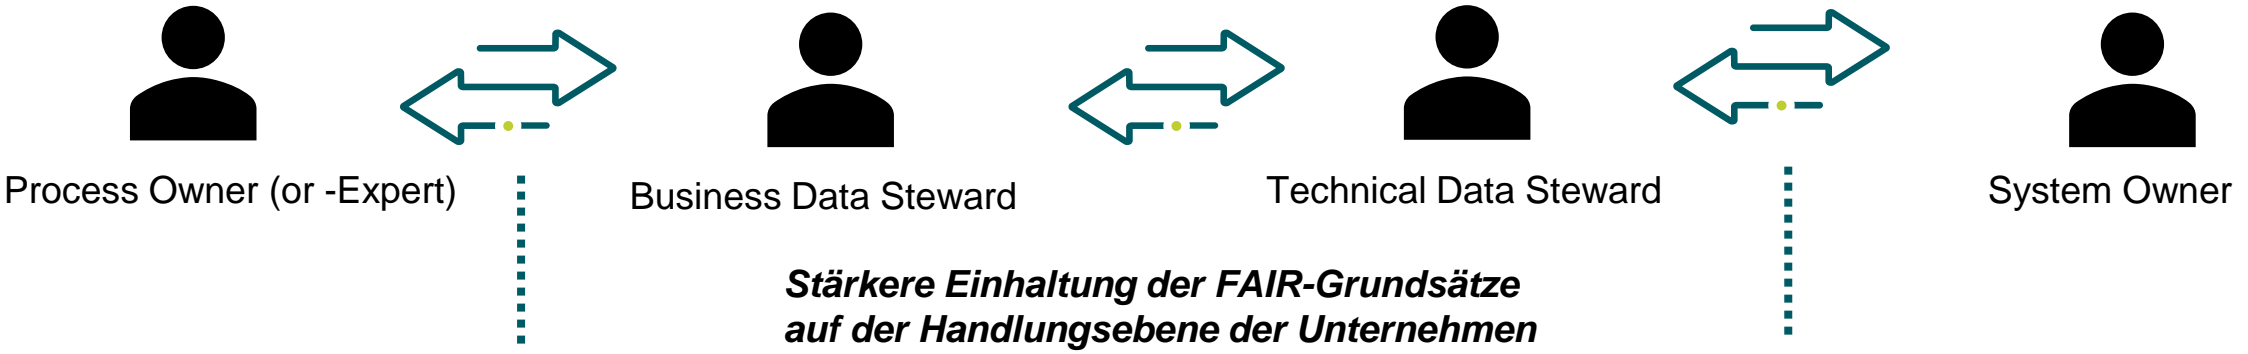 Process Owner (or -Expert)
Business Data Steward
Technical Data Steward
System Owner
Stärkere Einhaltung der FAIR-Grundsätze
auf der Handlungsebene der Unternehmen